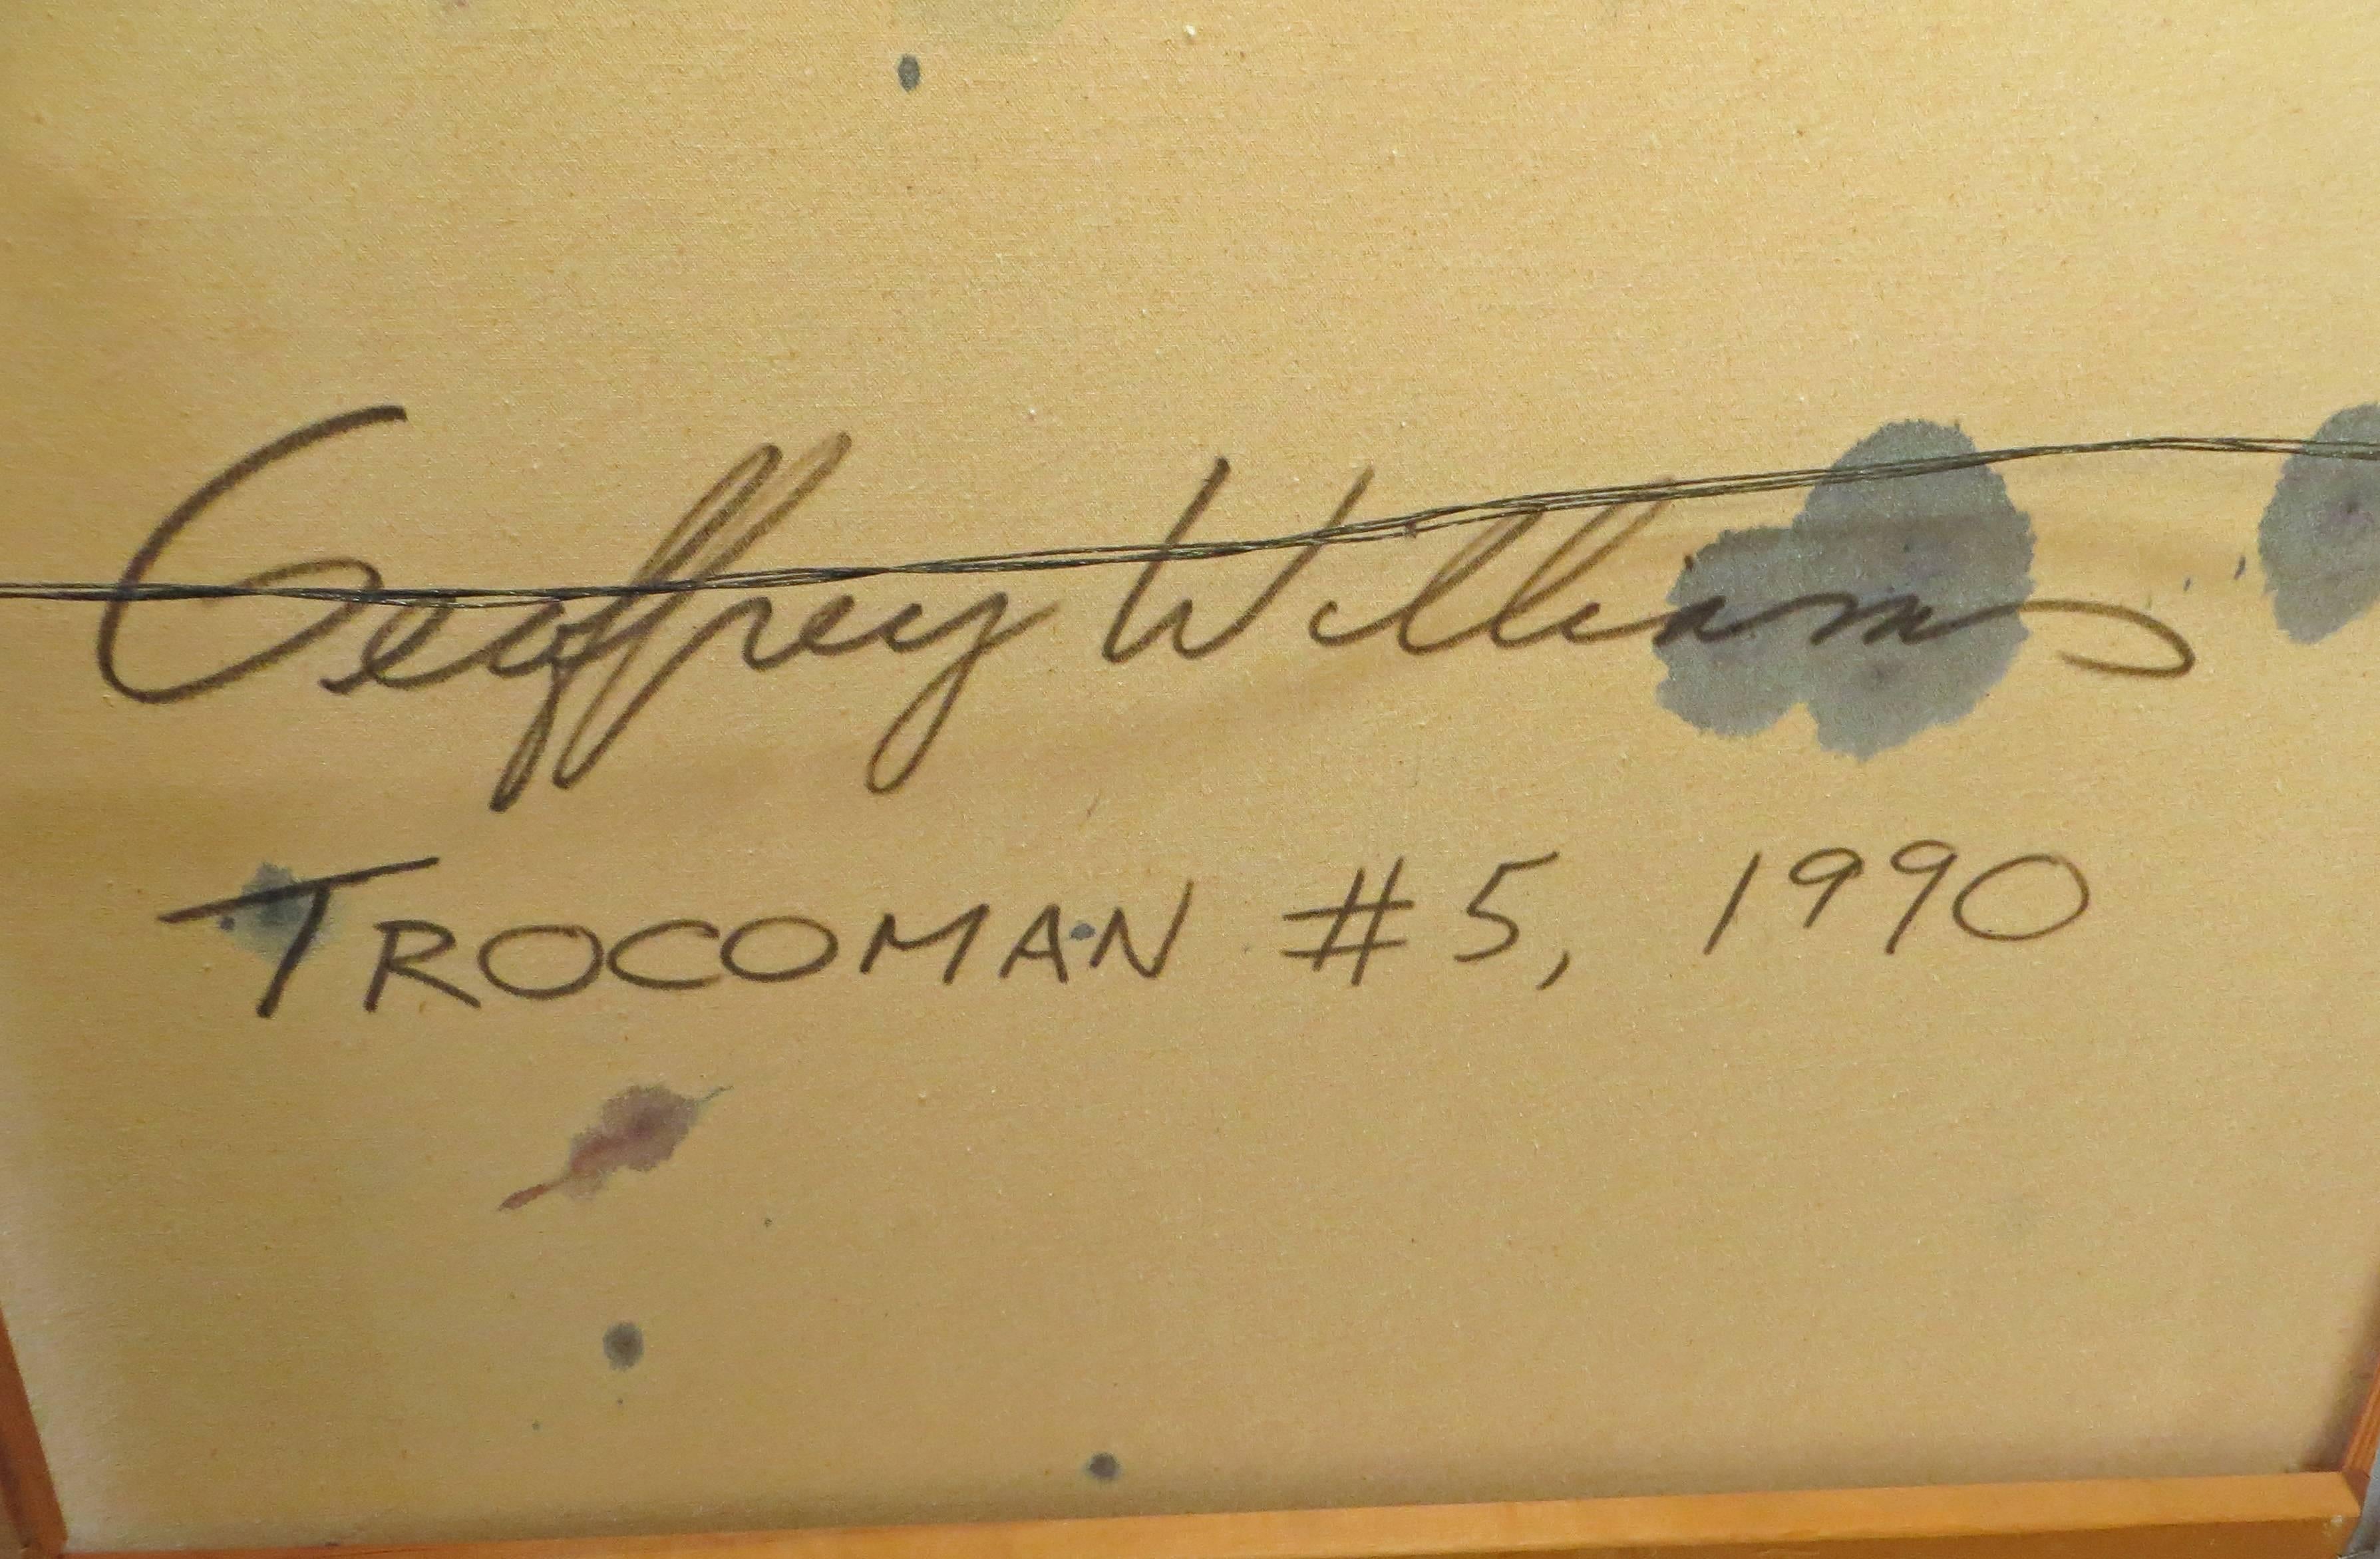 Geoffrey Williams
TROCOMAN #5, 1990